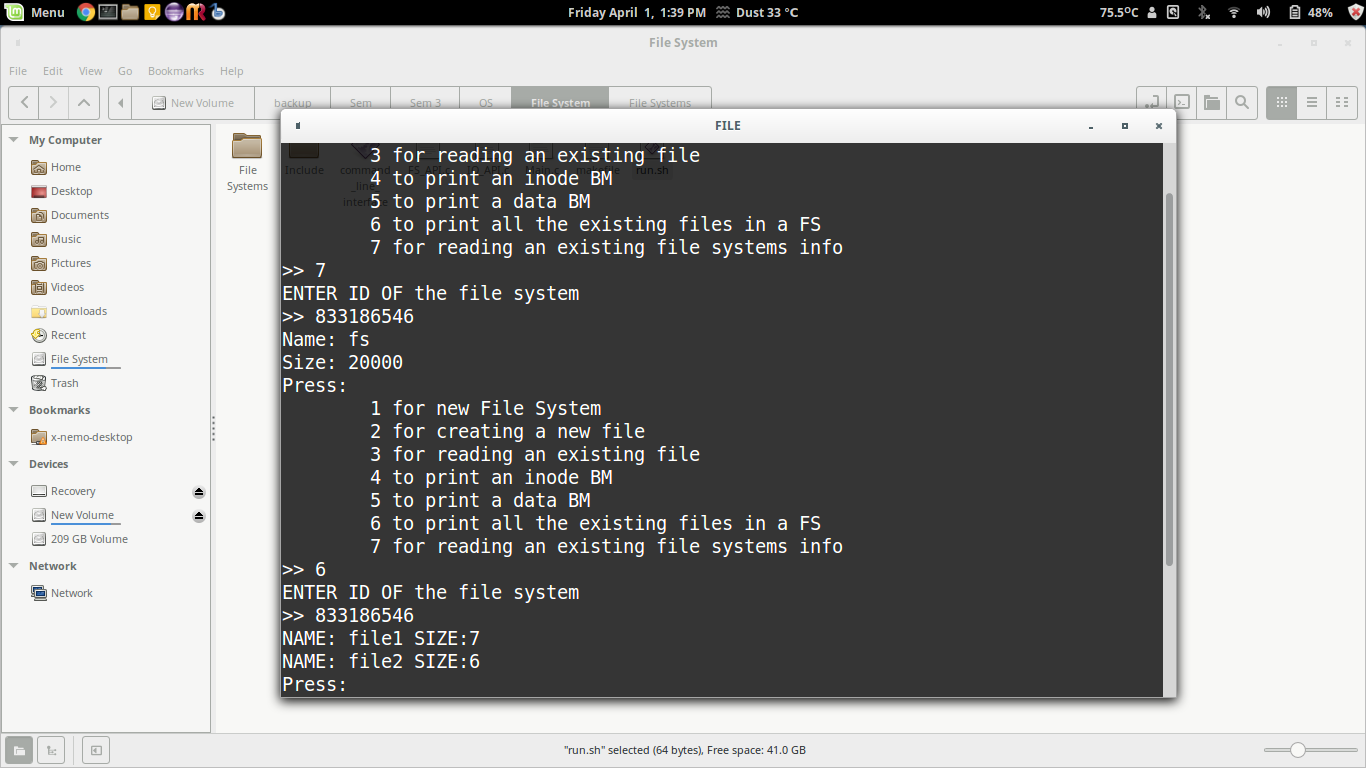 Menu
Friday April 1, 1:39 PM Dust 33 °C
75.5°C 48%
File System
File Edit View Go Bookmarks Help
New Volume backup Sem Sem 3 OS File System File Systems
My Computer
Home
Desktop
Documents
Music
Pictures
Videos
Downloads
Recent
File System
Trash
Bookmarks
x-nemo-desktop
Devices
Recovery
New Volume
209 GB Volume
Network
Network
File
Systems
Include
command
_line_
interface
run.sh
FILE
3 for reading an existing file
4 to print an inode BM
5 to print a data BM
6 to print all the existing files in a FS
7 for reading an existing file systems info
>> 7
ENTER ID OF the file system
>> 833186546
Name: fs
Size: 20000
Press:
1 for new File System
2 for creating a new file
3 for reading an existing file
4 to print an inode BM
5 to print a data BM
6 to print all the existing files in a FS
7 for reading an existing file systems info
>> 6
ENTER ID OF the file system
>> 833186546
NAME: file1 SIZE:7
NAME: file2 SIZE:6
Press:
"run.sh" selected (64 bytes), Free space: 41.0 GB